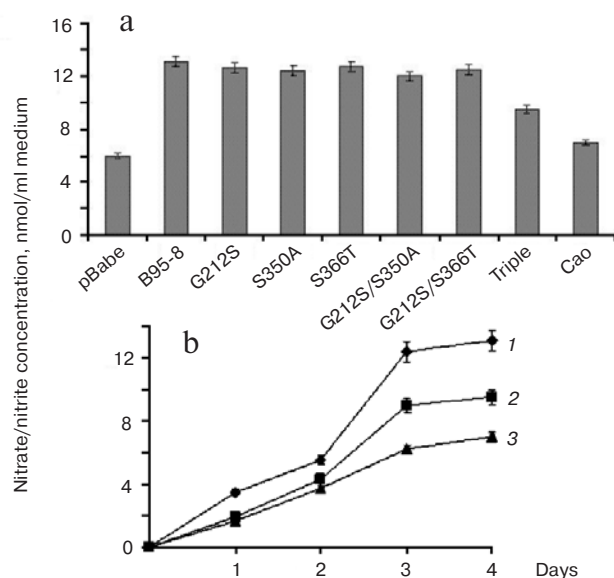 Nitrate/nitrite concentration, nmol/ml medium
a
16
12
8
4
0
pBabe
B95-8
G212S
S350A
S366T
G212S/S350A
G212S/S366T
Triple
Cao
b
12
8
4
0
1
2
3
1
2
3
4
Days